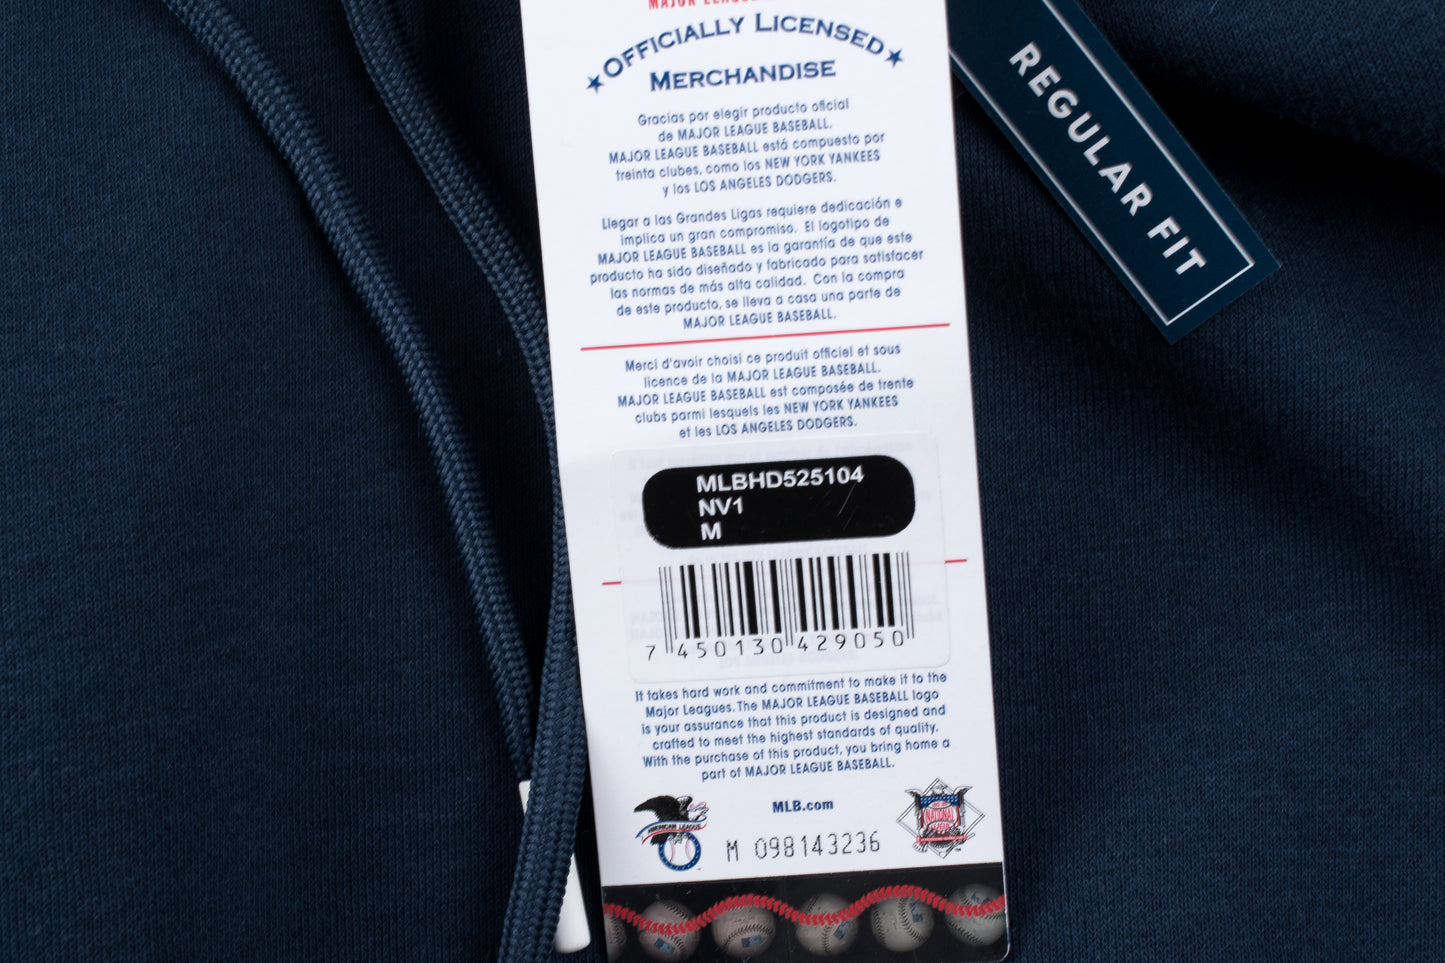 MAJOR LEAGUE
OFFICIALLY LICENSED
MERCHANDISE
Gracias por elegir producto oficial
de MAJOR LEAGUE BASEBALL.
MAJOR LEAGUE BASEBALL está compuesto por
treinta clubes, como los NEW YORK YANKEES
y los LOS ANGELES DODGERS.
Llegar a las Grandes Ligas requiere dedicación e
implica un gran compromiso. El logotipo de
MAJOR LEAGUE BASEBALL es la garantía de que este
producto ha sido diseñado y fabricado para satisfacer
las normas de más alta calidad. Con la compra
de este producto, se lleva a casa una parte de
MAJOR LEAGUE BASEBALL.
Merci d'avoir choisi ce produit officiel et sous
licence de la MAJOR LEAGUE BASEBALL.
MAJOR LEAGUE BASEBALL est composée de trente
clubs parmi lesquels les NEW YORK YANKEES
et les LOS ANGELES DODGERS.
MLBHD525104
NV1
M
7 450130 429050
It takes hard work and commitment to make it to the
Major Leagues. The MAJOR LEAGUE BASEBALL logo
is your assurance that this product is designed and
crafted to meet the highest standards of quality.
With the purchase of this product, you bring home a
part of MAJOR LEAGUE BASEBALL.
MLB.com
AMERICAN LEAGUE
NATIONAL
LEAGUE
M 098143236
REGULAR FIT